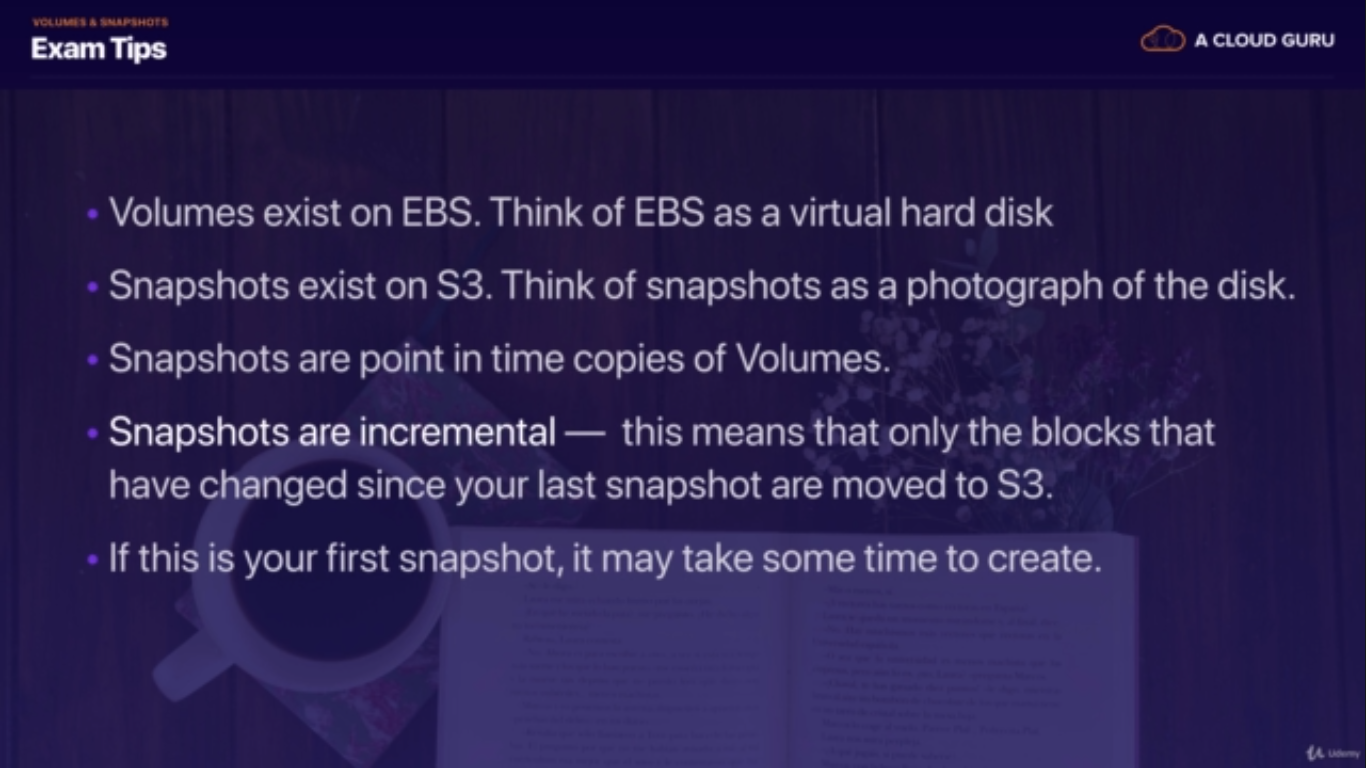 VOLUMES & SNAPSHOTS
Exam Tips
A CLOUD GURU
• Volumes exist on EBS. Think of EBS as a virtual hard disk
• Snapshots exist on S3. Think of snapshots as a photograph of the disk.
• Snapshots are point in time copies of Volumes.
• Snapshots are incremental — this means that only the blocks that
have changed since your last snapshot are moved to S3.
• If this is your first snapshot, it may take some time to create.
Udemy